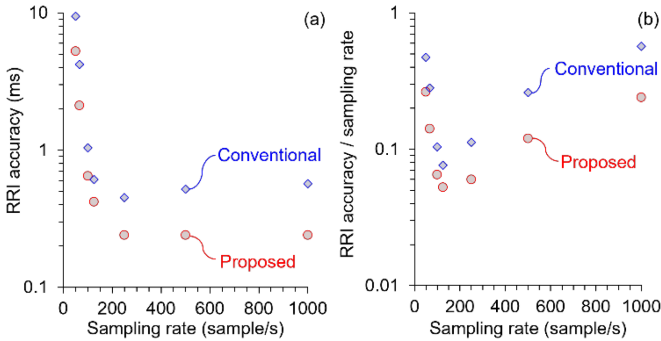 (a)
10
1
0.1
RRI accuracy (ms)
Conventional
Proposed
0 200 400 600 800 1000
Sampling rate (sample/s)
(b)
1
0.1
0.01
RRI accuracy / sampling rate
Conventional
Proposed
0 200 400 600 800 1000
Sampling rate (sample/s)